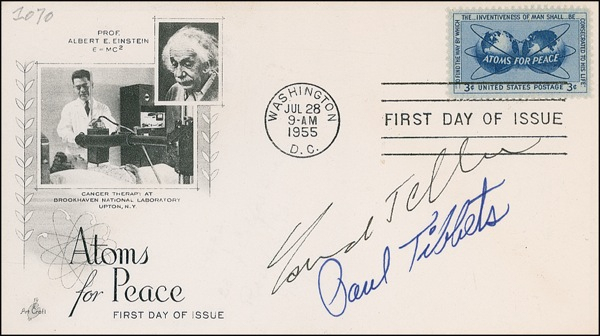 1070
PROF.
ALBERT E. EINSTEIN
E=MC²
CANCER THERAPY AT
BROOKHAVEN NATIONAL LABORATORY
UPTON, N.Y.
Atoms
for Peace
FIRST DAY OF ISSUE
Art Craft
WASHINGTON
JUL 28
9-AM
1955
D.C.
FIRST DAY OF ISSUE
THE...INVENTIVENESS OF MAN SHALL...BE
CONSECRATED TO HIS LIFE.
TO FIND THE WAY BY WHICH
ATOMS FOR PEACE
3¢ UNITED STATES POSTAGE 3¢
Edward Teller
Paul Tibbets